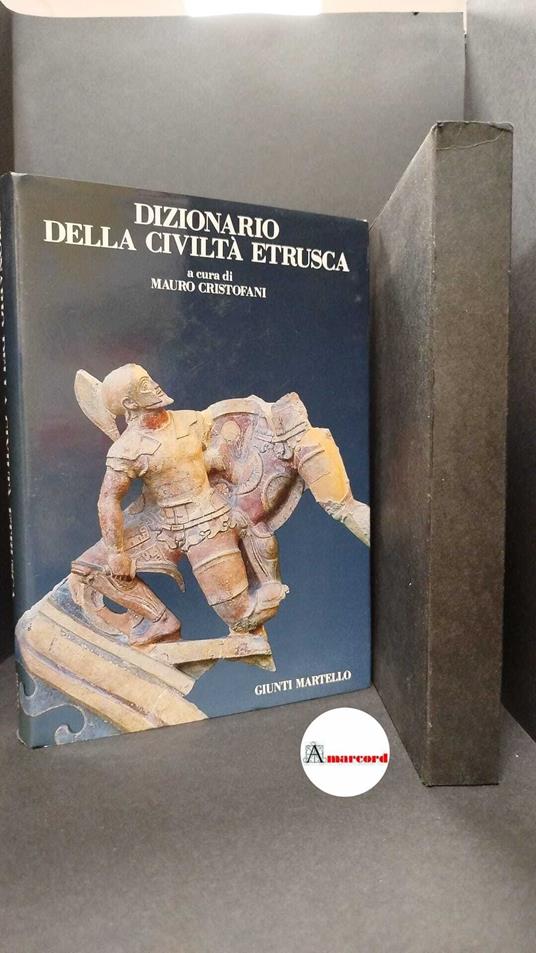 DIZIONARIO
DELLA CIVILTÀ ETRUSCA
a cura di
MAURO CRISTOFANI
GIUNTI MARTELLO
Amarcord